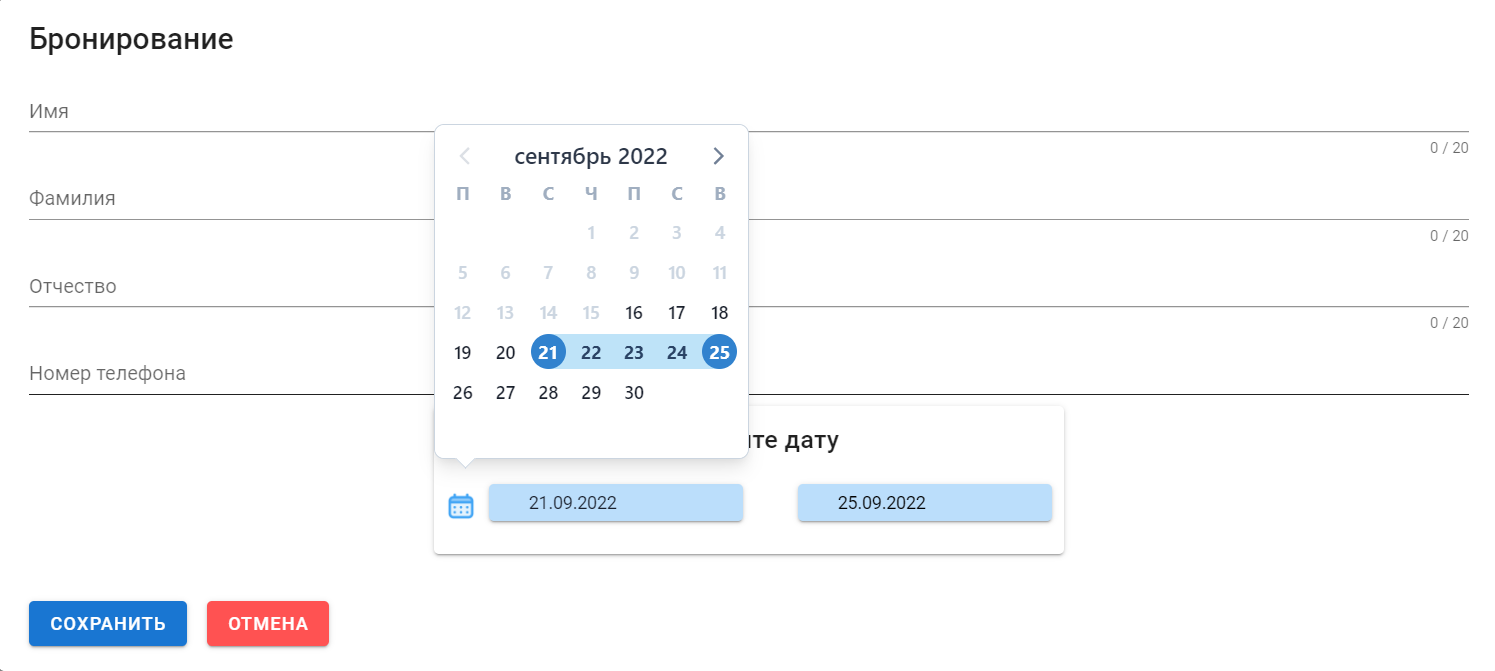 Бронирование
Имя
0 / 20
Фамилия
0 / 20
Отчество
0 / 20
Номер телефона
сентябрь 2022
П В С Ч П С В
1 2 3 4
5 6 7 8 9 10 11
12 13 14 15 16 17 18
19 20 21 22 23 24 25
26 27 28 29 30
дату
21.09.2022 25.09.2022
СОХРАНИТЬ ОТМЕНА